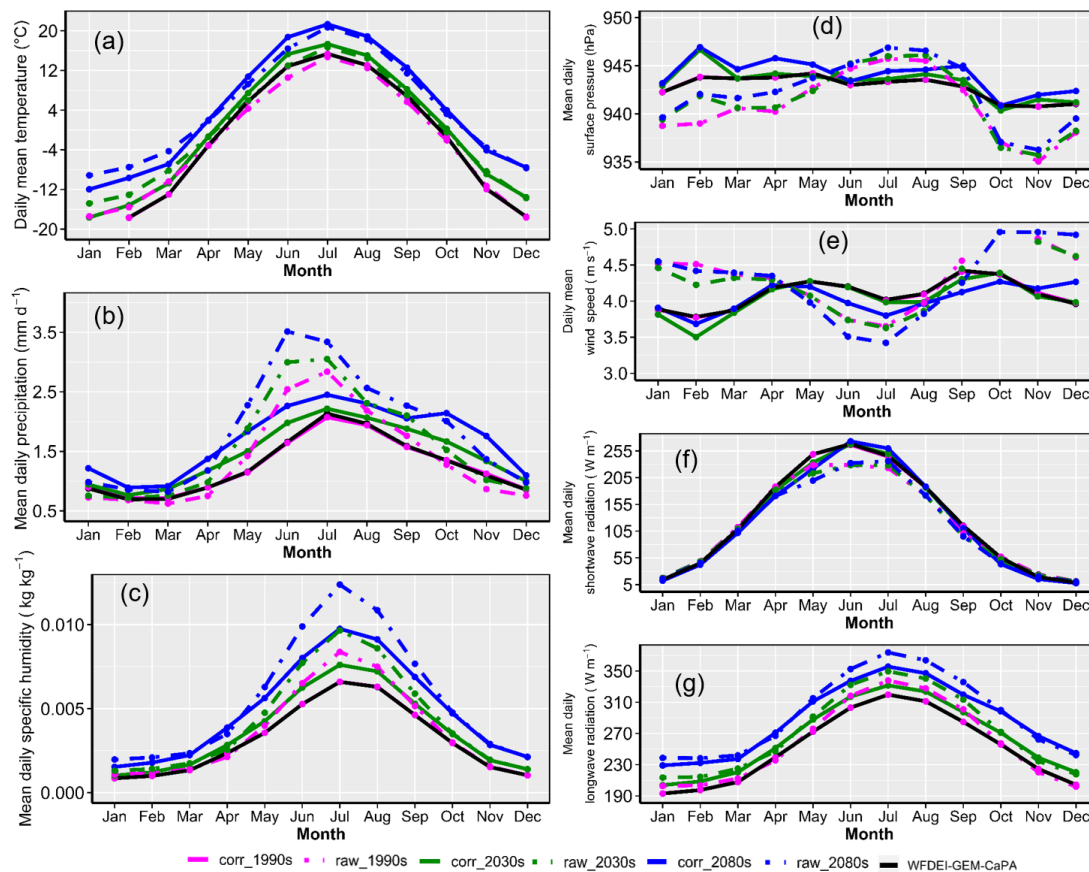 (a)
Daily mean temperature (°C)
20
12
4
-4
-12
-20
Jan Feb Mar Apr May Jun Jul Aug Sep Oct Nov Dec
Month
(b)
Mean daily precipitation (mm d⁻¹)
3.5
2.5
1.5
0.5
Jan Feb Mar Apr May Jun Jul Aug Sep Oct Nov Dec
Month
(c)
Mean daily specific humidity ( kg kg⁻¹)
0.010
0.005
0.000
Jan Feb Mar Apr May Jun Jul Aug Sep Oct Nov Dec
Month
(d)
Mean daily
surface pressure (hPa)
950
945
940
935
Jan Feb Mar Apr May Jun Jul Aug Sep Oct Nov Dec
Month
(e)
Daily mean
wind speed ( m s⁻¹)
5.0
4.5
4.0
3.5
3.0
Jan Feb Mar Apr May Jun Jul Aug Sep Oct Nov Dec
Month
(f)
Mean daily
shortwave radiation ( W m⁻¹)
255
205
155
105
55
5
Jan Feb Mar Apr May Jun Jul Aug Sep Oct Nov Dec
Month
(g)
Mean daily
longwave radiation ( W m⁻¹)
350
310
270
230
190
Jan Feb Mar Apr May Jun Jul Aug Sep Oct Nov Dec
Month
corr_1990s raw_1990s corr_2030s raw_2030s corr_2080s raw_2080s WFDEI-GEM-CaPA